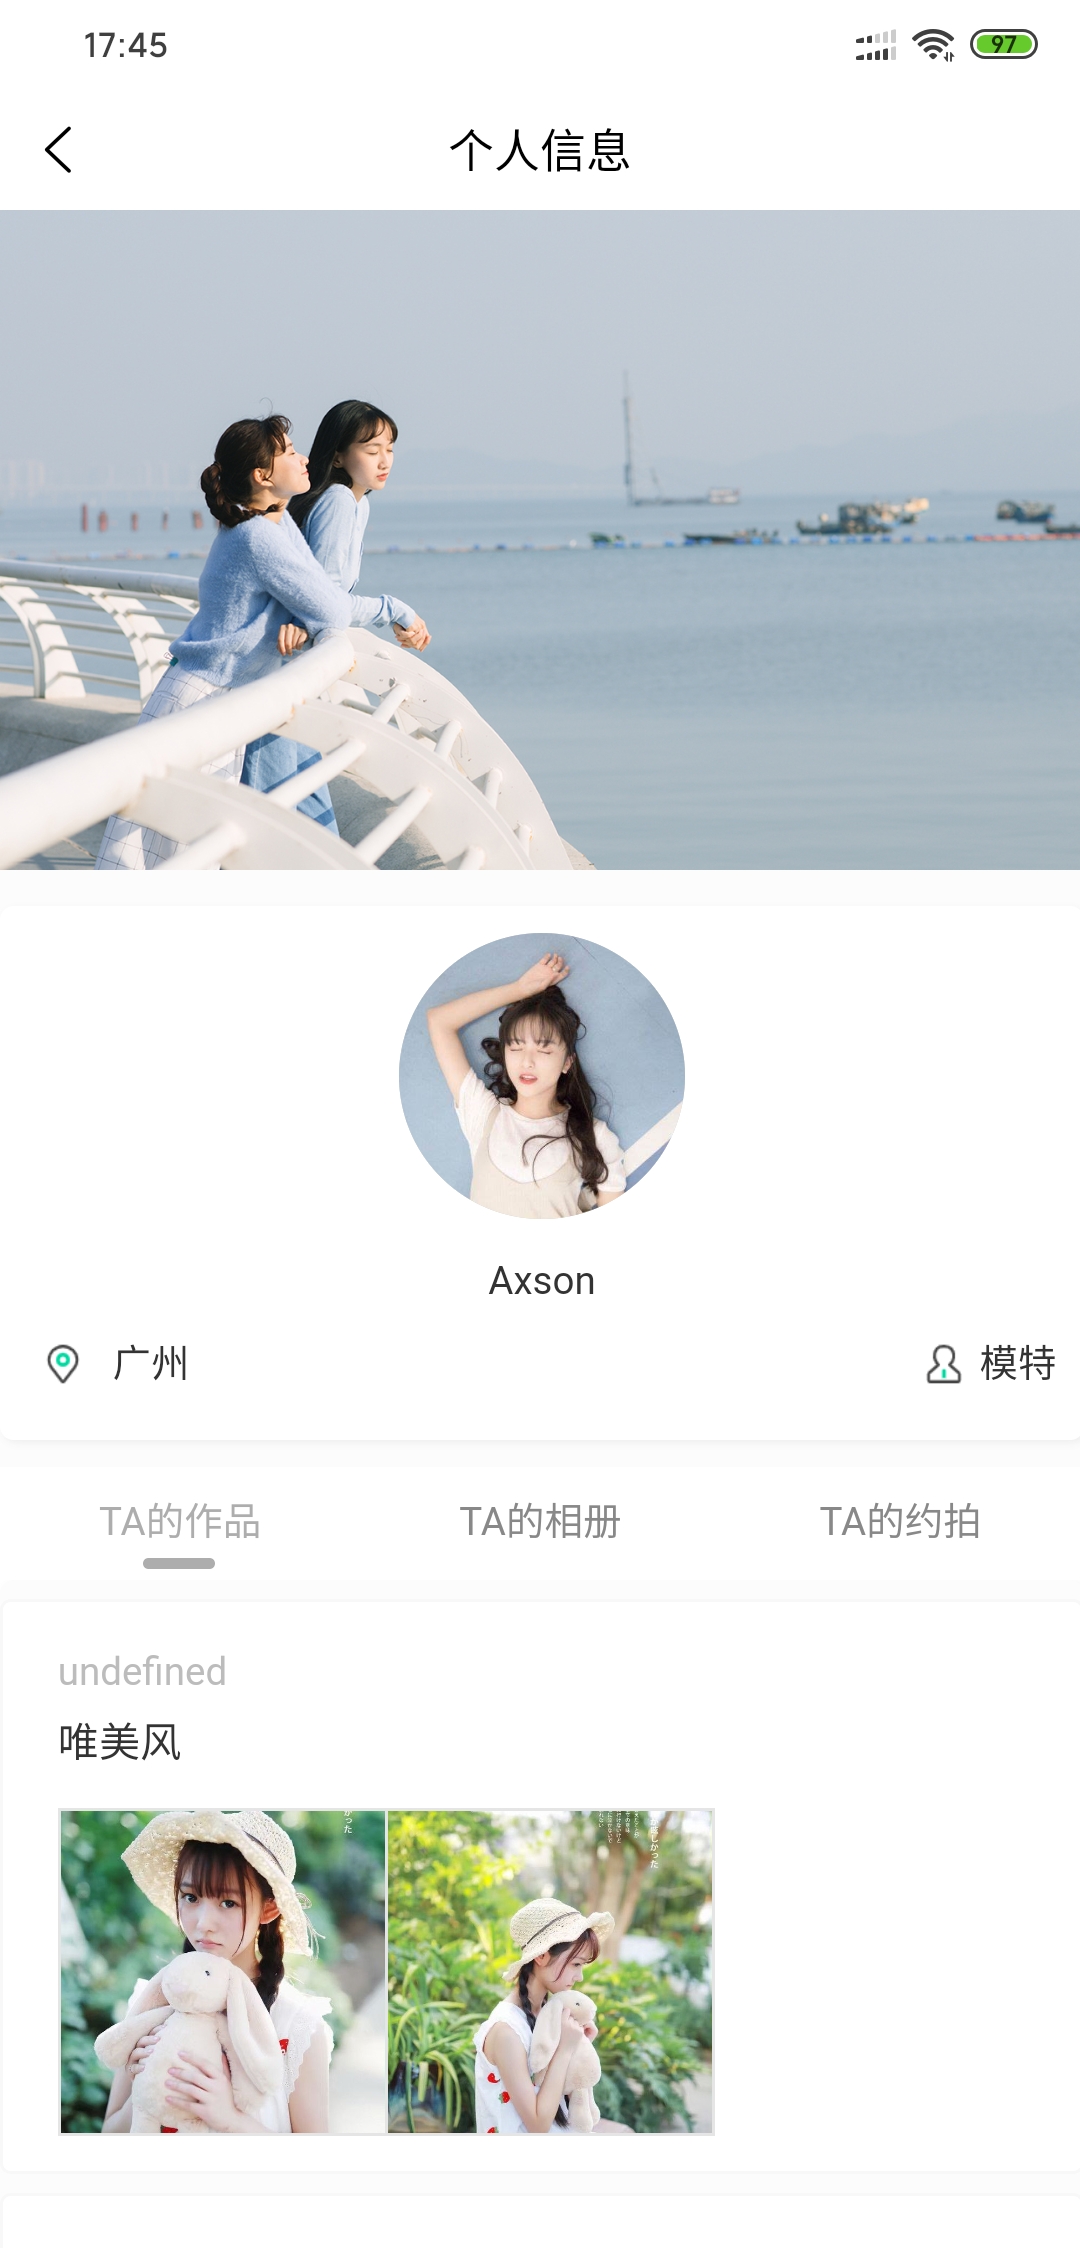 17:45
97
个人信息
Axson
广州
模特
TA的作品
TA的相册
TA的约拍
undefined
唯美风